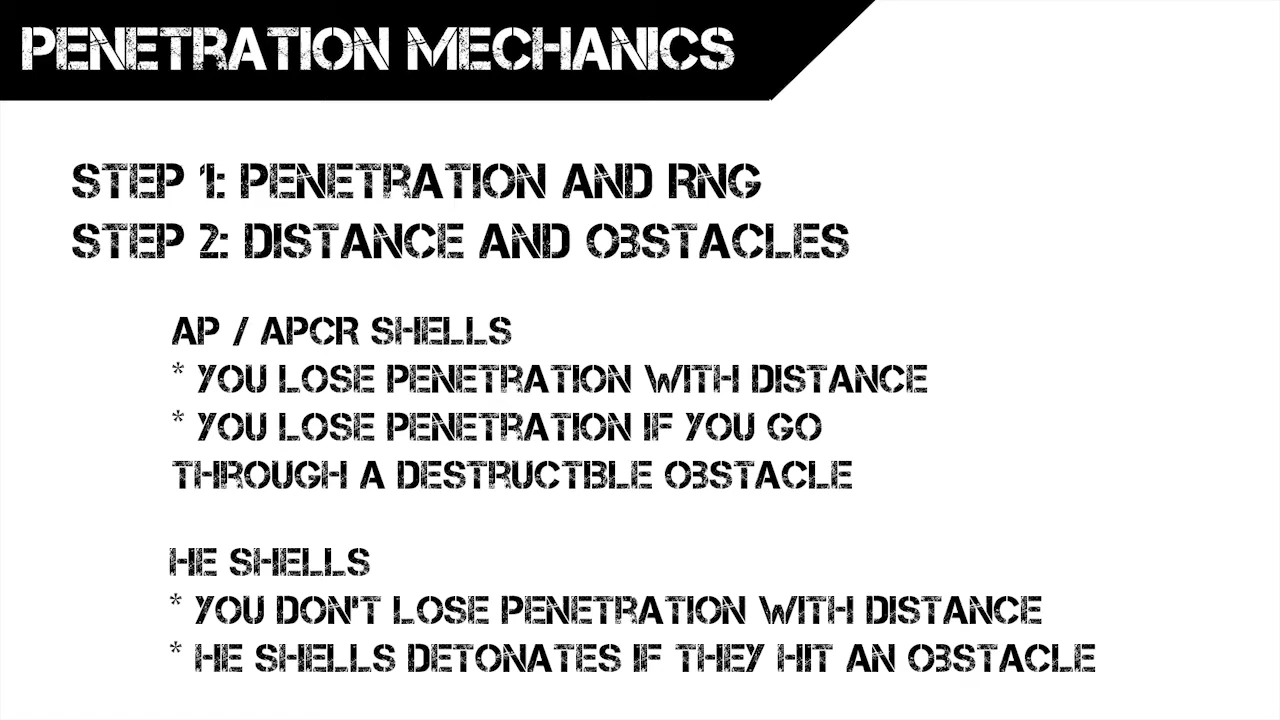 PENETRATION MECHANICS
STEP 1: PENETRATION AND RNG
STEP 2: DISTANCE AND OBSTACLES
AP / APCR SHELLS
* YOU LOSE PENETRATION WITH DISTANCE
* YOU LOSE PENETRATION IF YOU GO
THROUGH A DESTRUCTBLE OBSTACLE
HE SHELLS
* YOU DON'T LOSE PENETRATION WITH DISTANCE
* HE SHELLS DETONATES IF THEY HIT AN OBSTACLE